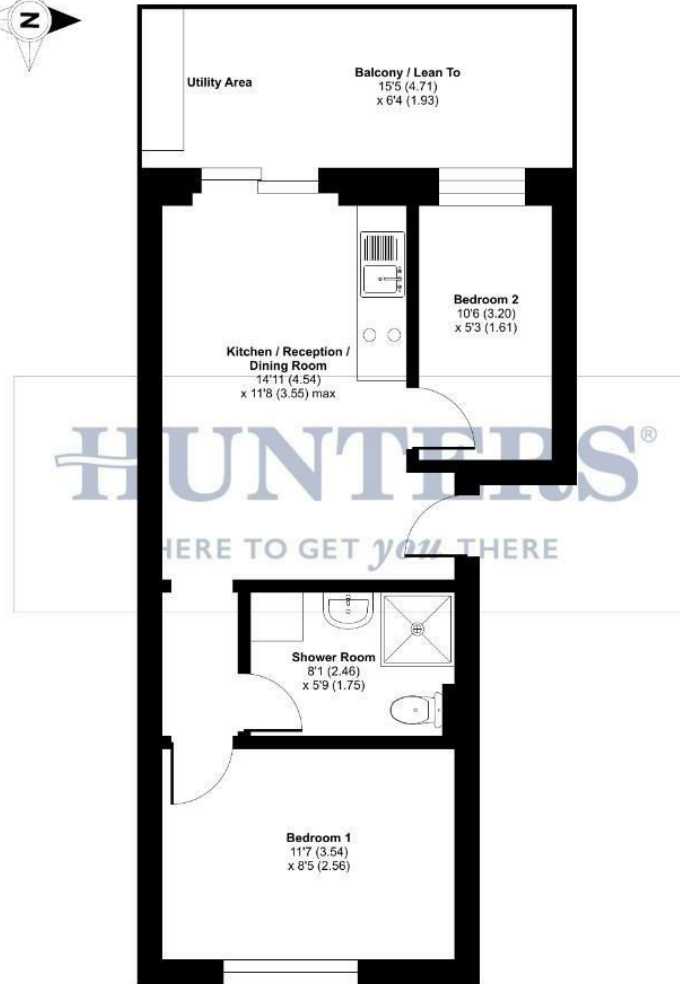 N
Utility Area
Balcony / Lean To
15'5 (4.71)
x 6'4 (1.93)
Bedroom 2
10'6 (3.20)
x 5'3 (1.61)
Kitchen / Reception /
Dining Room
14'11 (4.54)
x 11'8 (3.55) max
HUNTERS®
HERE TO GET you THERE
Shower Room
8'1 (2.46)
x 5'9 (1.75)
Bedroom 1
11'7 (3.54)
x 8'5 (2.56)